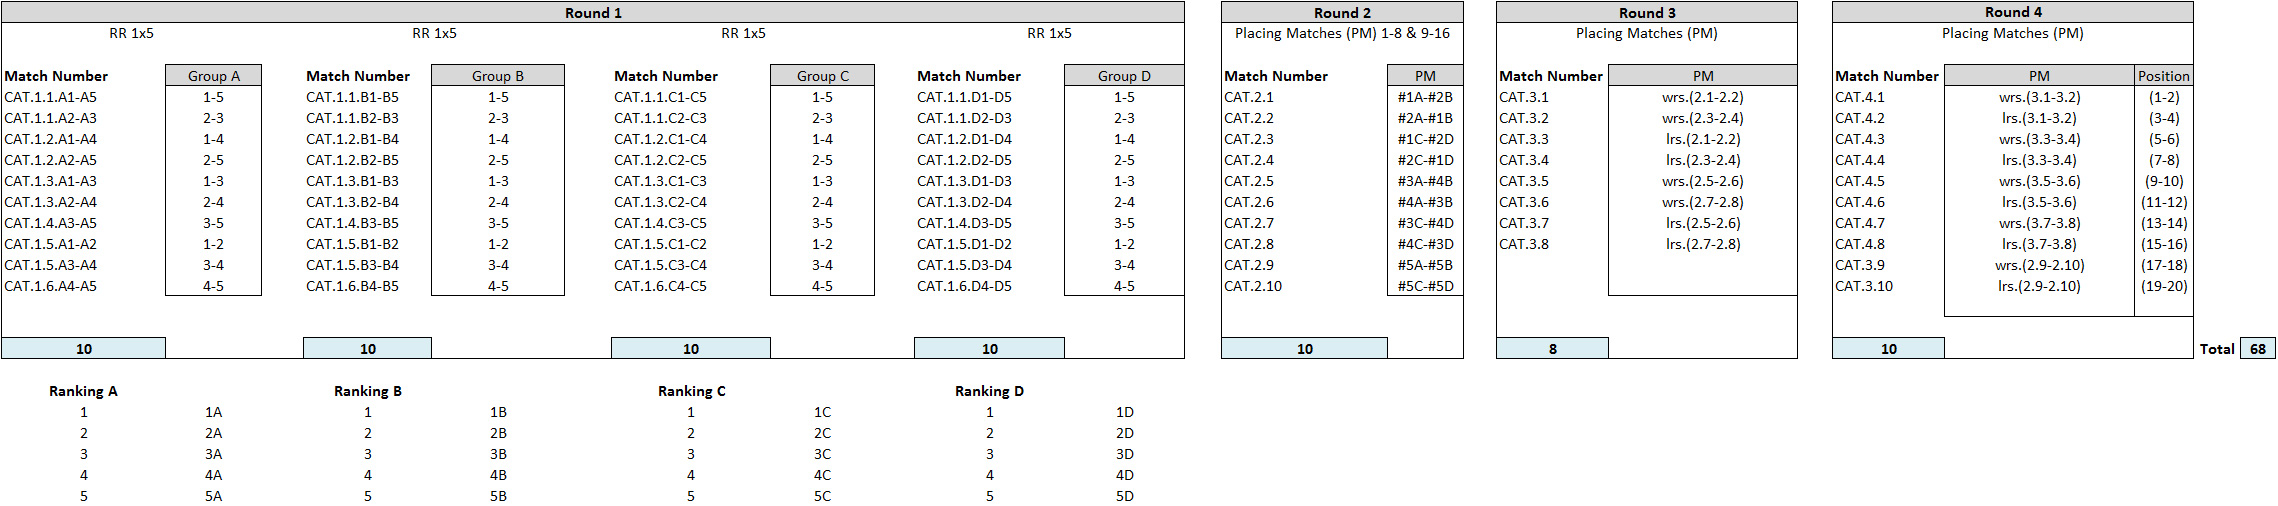 Round 1 Round 2 Round 3 Round 4
RR 1x5 RR 1x5 RR 1x5 RR 1x5 Placing Matches (PM) 1-8 & 9-16 Placing Matches (PM) Placing Matches (PM)
Match Number Group A Match Number Group B Match Number Group C Match Number Group D Match Number PM Match Number PM Match Number PM Position
CAT.1.1.A1-A5 1-5 CAT.1.1.B1-B5 1-5 CAT.1.1.C1-C5 1-5 CAT.1.1.D1-D5 1-5 CAT.2.1 #1A-#2B CAT.3.1 wrs.(2.1-2.2) CAT.4.1 wrs.(3.1-3.2) (1-2)
CAT.1.1.A2-A3 2-3 CAT.1.1.B2-B3 2-3 CAT.1.1.C2-C3 2-3 CAT.1.1.D2-D3 2-3 CAT.2.2 #2A-#1B CAT.3.2 wrs.(2.3-2.4) CAT.4.2 lrs.(3.1-3.2) (3-4)
CAT.1.2.A1-A4 1-4 CAT.1.2.B1-B4 1-4 CAT.1.2.C1-C4 1-4 CAT.1.2.D1-D4 1-4 CAT.2.3 #1C-#2D CAT.3.3 lrs.(2.1-2.2) CAT.4.3 wrs.(3.3-3.4) (5-6)
CAT.1.2.A2-A5 2-5 CAT.1.2.B2-B5 2-5 CAT.1.2.C2-C5 2-5 CAT.1.2.D2-D5 2-5 CAT.2.4 #2C-#1D CAT.3.4 lrs.(2.3-2.4) CAT.4.4 lrs.(3.3-3.4) (7-8)
CAT.1.3.A1-A3 1-3 CAT.1.3.B1-B3 1-3 CAT.1.3.C1-C3 1-3 CAT.1.3.D1-D3 1-3 CAT.2.5 #3A-#4B CAT.3.5 wrs.(2.5-2.6) CAT.4.5 wrs.(3.5-3.6) (9-10)
CAT.1.3.A2-A4 2-4 CAT.1.3.B2-B4 2-4 CAT.1.3.C2-C4 2-4 CAT.1.3.D2-D4 2-4 CAT.2.6 #4A-#3B CAT.3.6 wrs.(2.7-2.8) CAT.4.6 lrs.(3.5-3.6) (11-12)
CAT.1.4.A3-A5 3-5 CAT.1.4.B3-B5 3-5 CAT.1.4.C3-C5 3-5 CAT.1.4.D3-D5 3-5 CAT.2.7 #3C-#4D CAT.3.7 lrs.(2.5-2.6) CAT.4.7 wrs.(3.7-3.8) (13-14)
CAT.1.5.A1-A2 1-2 CAT.1.5.B1-B2 1-2 CAT.1.5.C1-C2 1-2 CAT.1.5.D1-D2 1-2 CAT.2.8 #4C-#3D CAT.3.8 lrs.(2.7-2.8) CAT.4.8 lrs.(3.7-3.8) (15-16)
CAT.1.5.A3-A4 3-4 CAT.1.5.B3-B4 3-4 CAT.1.5.C3-C4 3-4 CAT.1.5.D3-D4 3-4 CAT.2.9 #5A-#5B CAT.3.9 wrs.(2.9-2.10) (17-18)
CAT.1.6.A4-A5 4-5 CAT.1.6.B4-B5 4-5 CAT.1.6.C4-C5 4-5 CAT.1.6.D4-D5 4-5 CAT.2.10 #5C-#5D CAT.3.10 lrs.(2.9-2.10) (19-20)
10 10 10 10 10 8 10 Total 68
Ranking A Ranking B Ranking C Ranking D
1 1A 1 1B 1 1C 1 1D
2 2A 2 2B 2 2C 2 2D
3 3A 3 3B 3 3C 3 3D
4 4A 4 4B 4 4C 4 4D
5 5A 5 5B 5 5C 5 5D